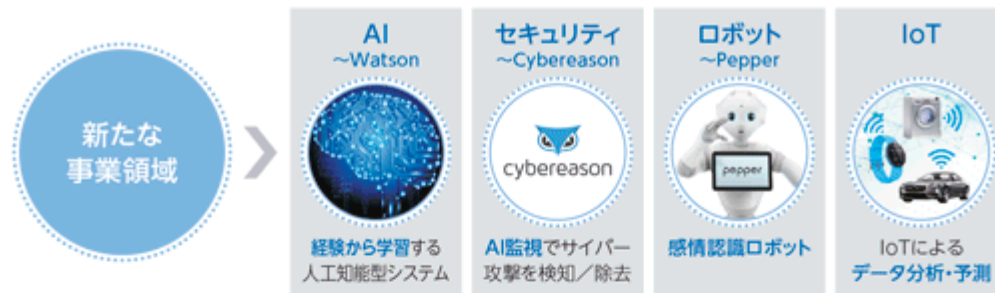 新たな
事業領域
AI
～Watson
経験から学習する
人工知能型システム
セキュリティ
～Cybereason
cybereason
AI監視でサイバー
攻撃を検知／除去
ロボット
～Pepper
pepper
感情認識ロボット
IoT
IoTによる
データ分析・予測